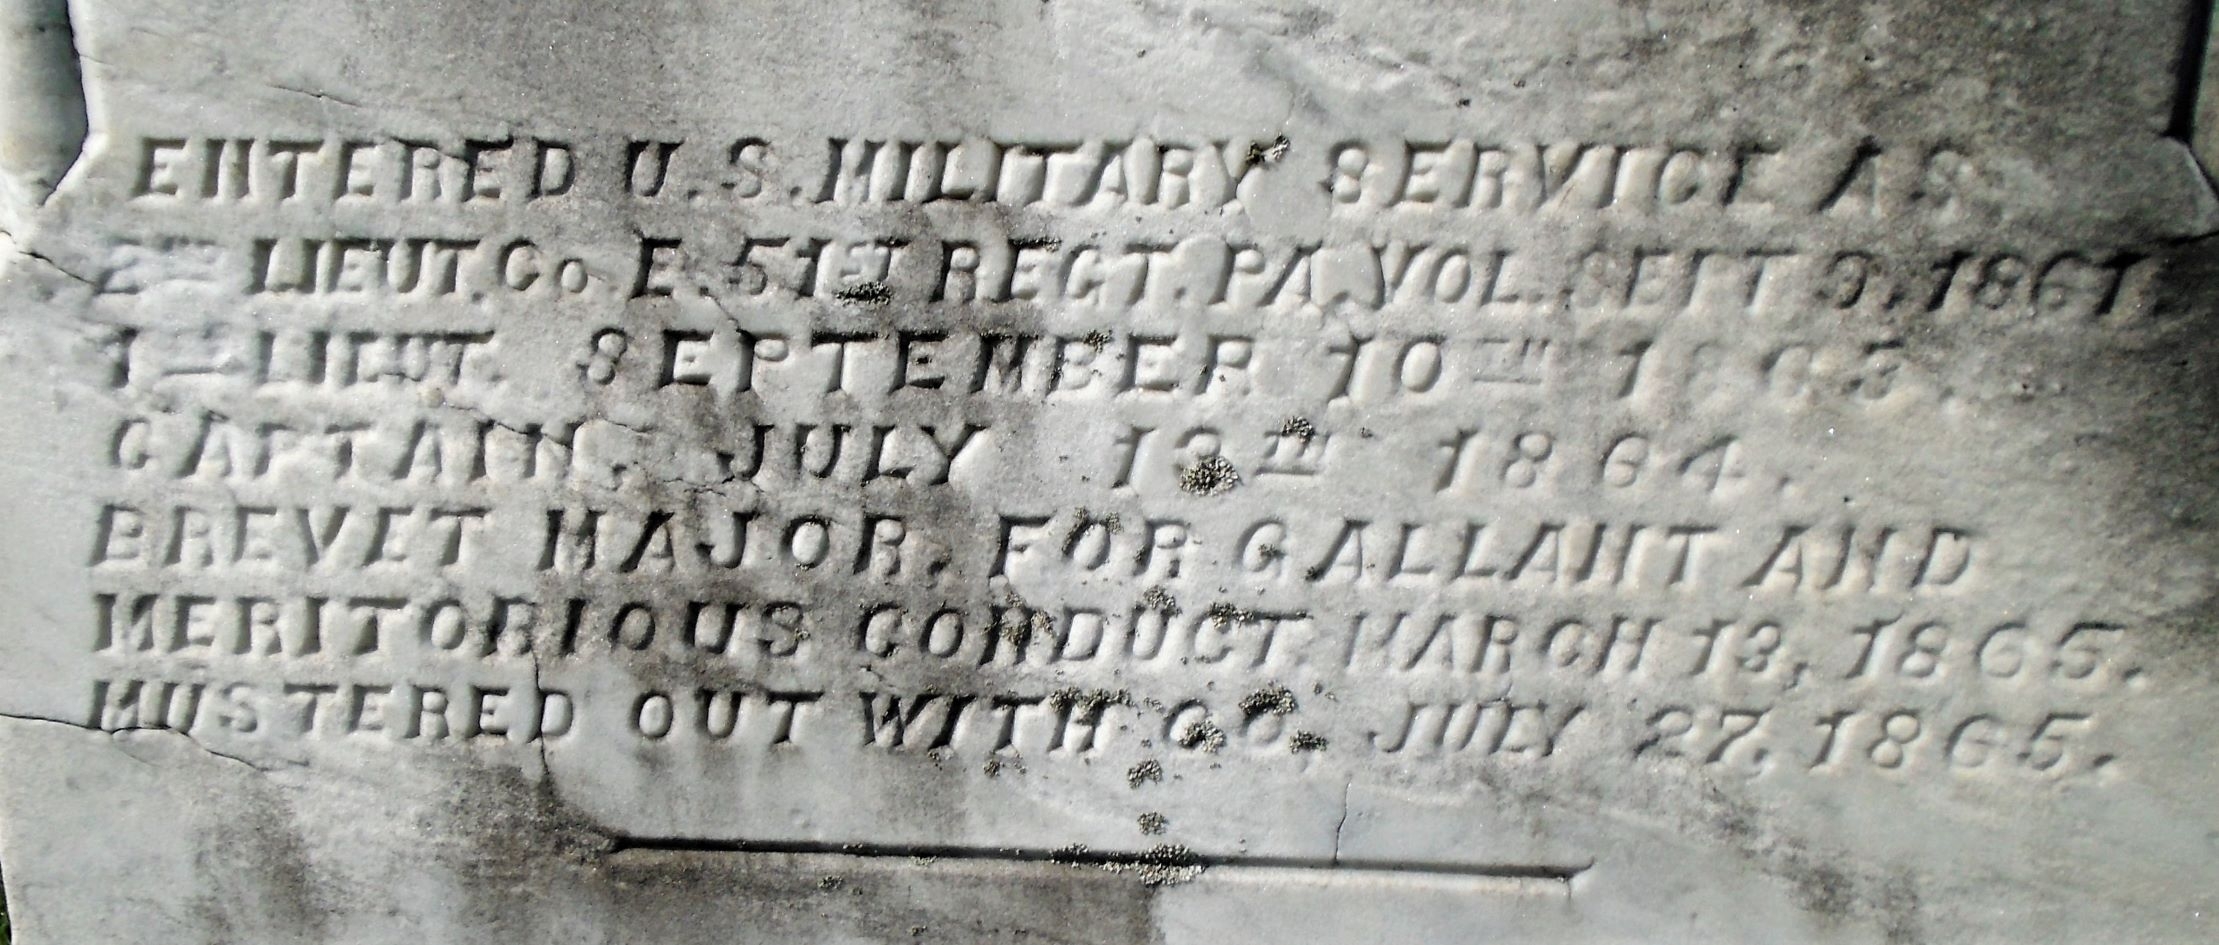 ENTERED U.S. MILITARY SERVICE AS
2ND LIEUT. Co. E. 51ST REGT. PA. VOL. SEPT 9, 1861.
1ST LIEUT. SEPTEMBER 10TH 1863.
CAPTAIN, JULY 13TH 1864.
BREVET MAJOR, FOR GALLANT AND
MERITORIOUS CONDUCT. MARCH 13, 1865.
MUSTERED OUT WITH CO. JULY 27, 1865.